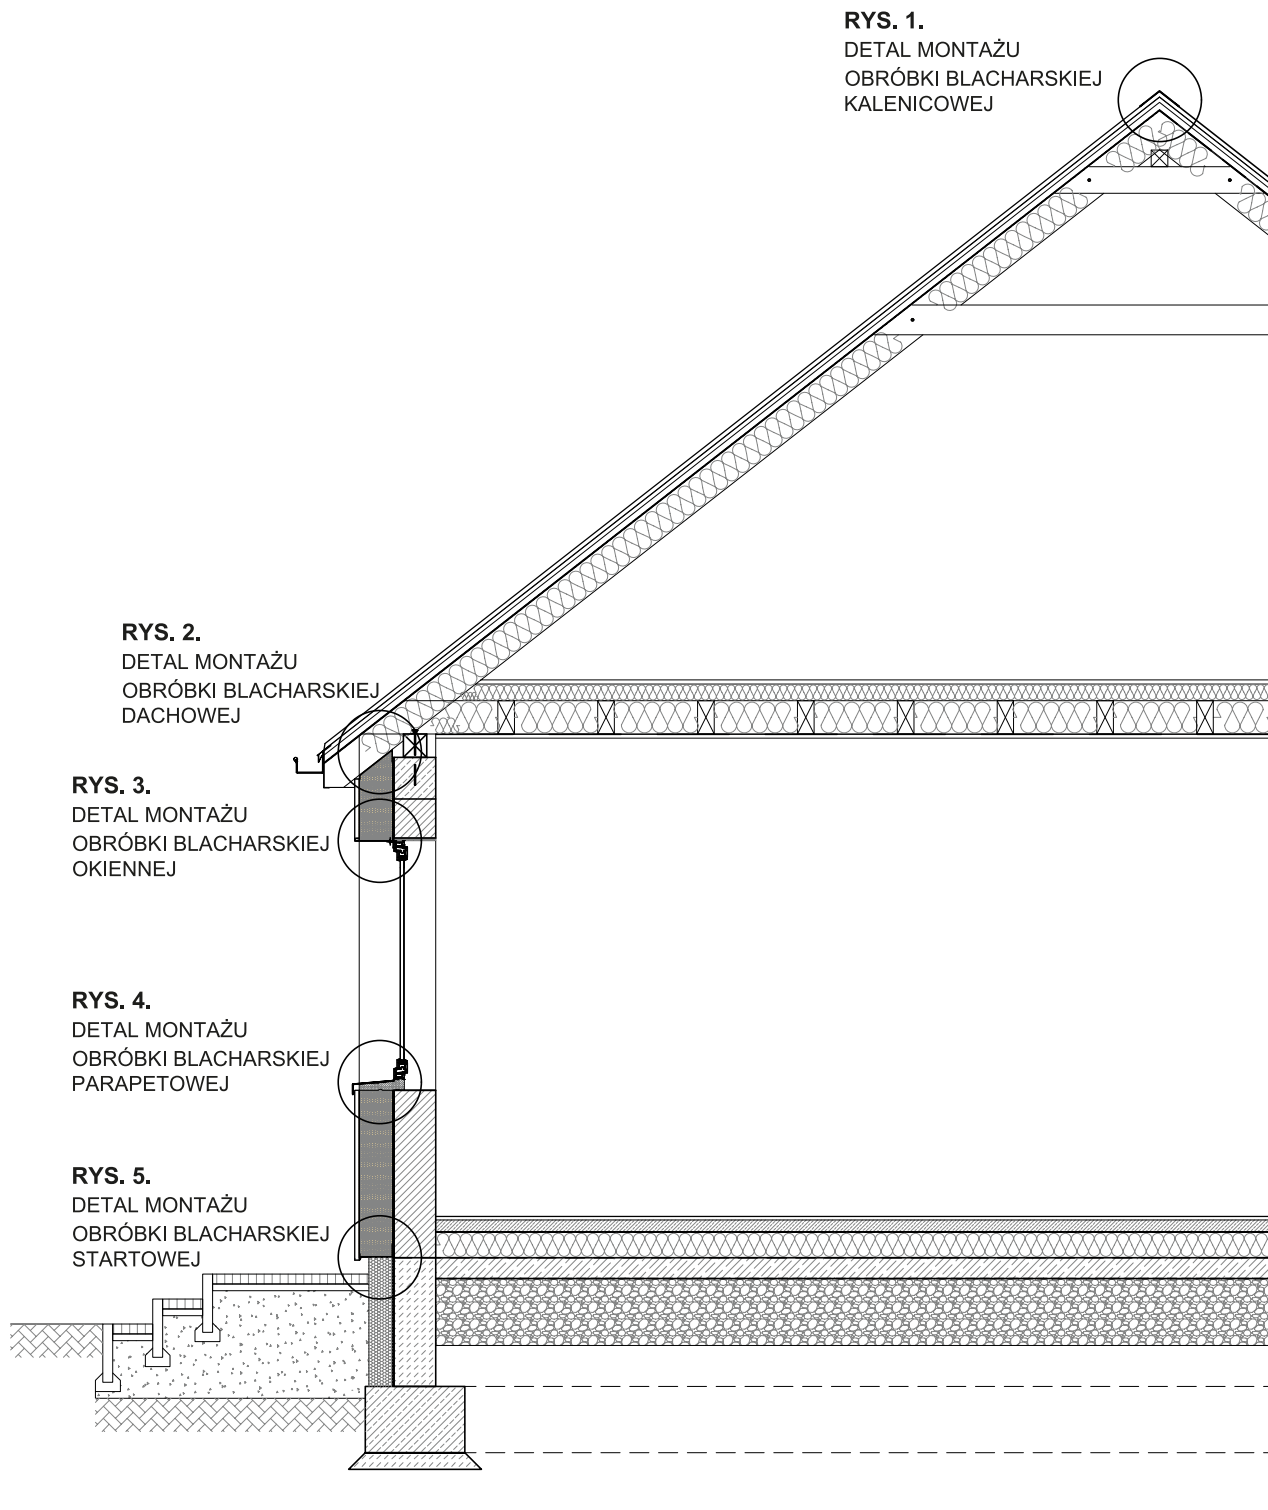 RYS. 1.
DETAL MONTAŻU
OBRÓBKI BLACHARSKIEJ
KALENICOWEJ
RYS. 2.
DETAL MONTAŻU
OBRÓBKI BLACHARSKIEJ
DACHOWEJ
RYS. 3.
DETAL MONTAŻU
OBRÓBKI BLACHARSKIEJ
OKIENNEJ
RYS. 4.
DETAL MONTAŻU
OBRÓBKI BLACHARSKIEJ
PARAPETOWEJ
RYS. 5.
DETAL MONTAŻU
OBRÓBKI BLACHARSKIEJ
STARTOWEJ